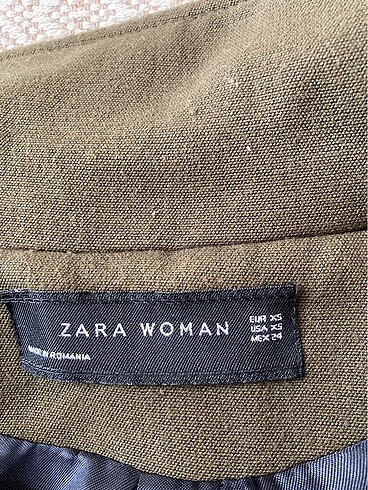 ZARA WOMAN
EUR XS
USA XS
MEX 24
MADE IN ROMANIA